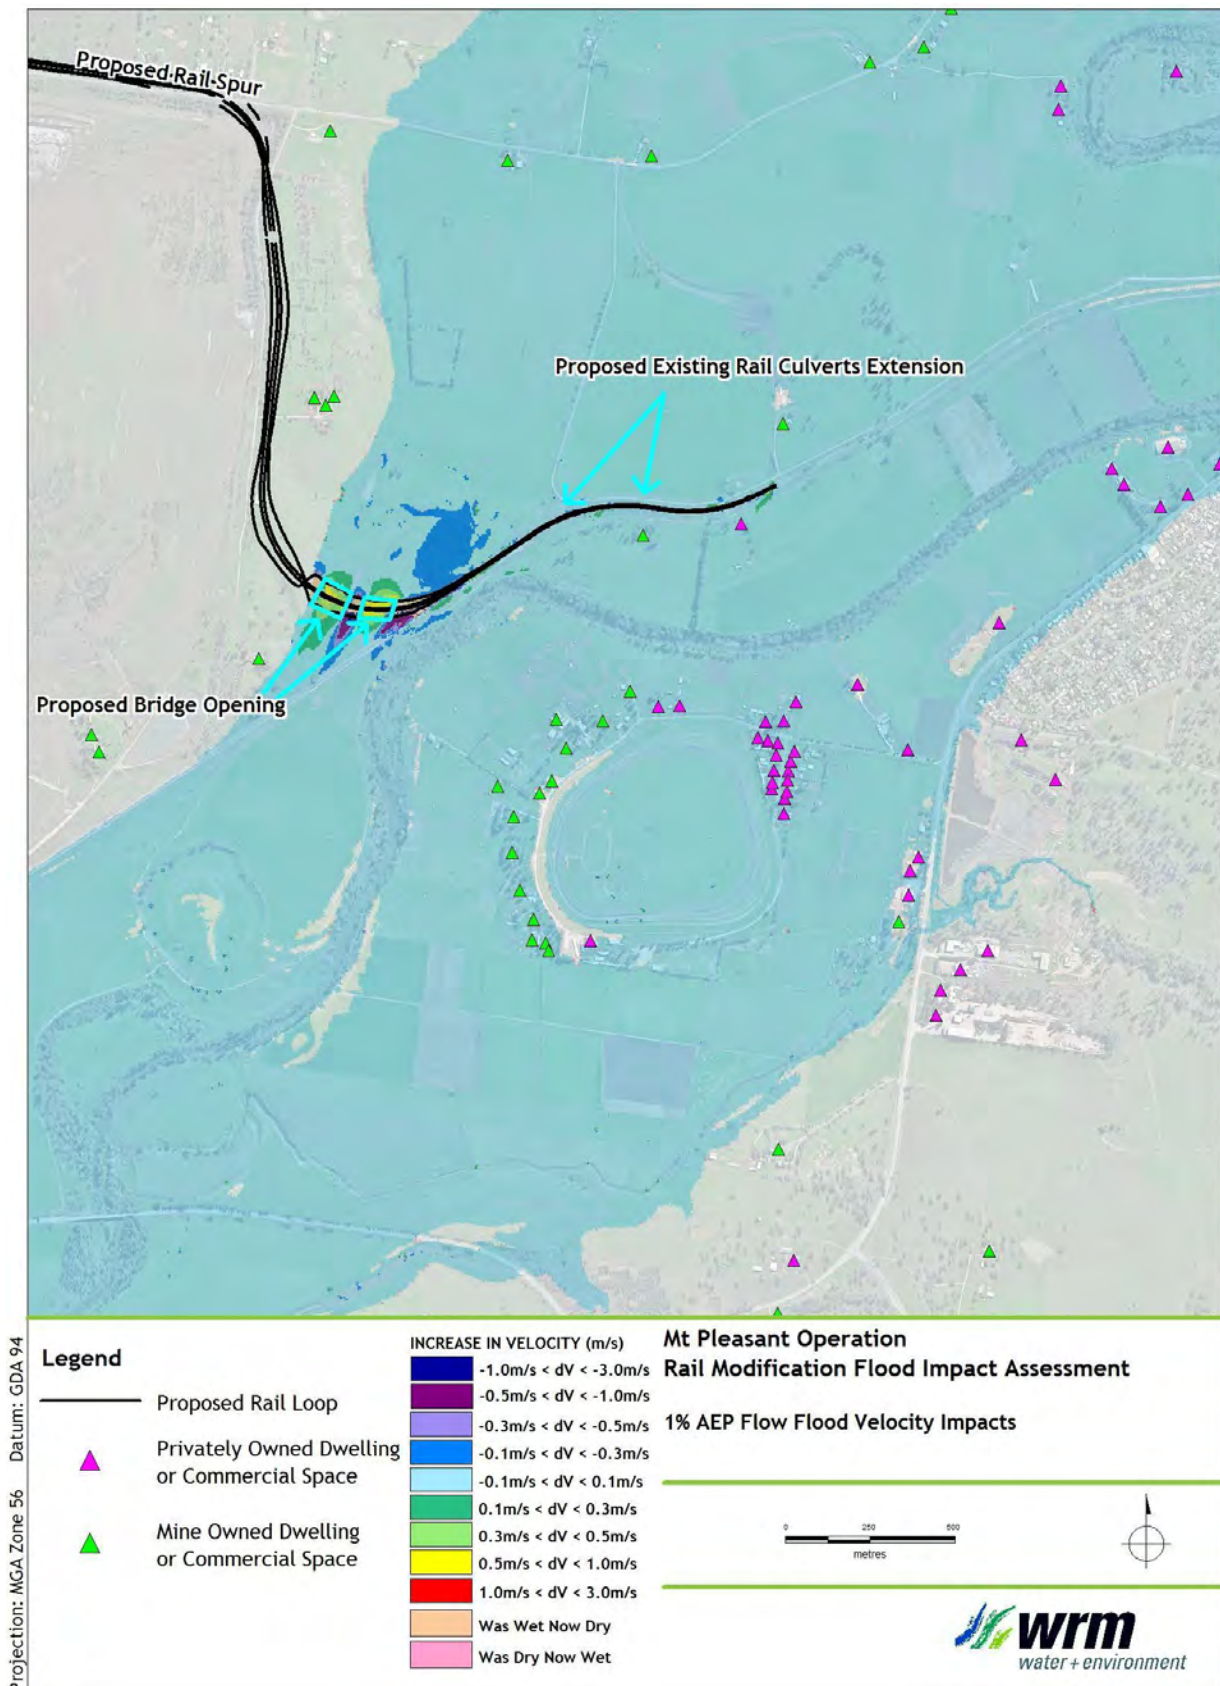 Proposed Rail Spur
Proposed Existing Rail Culverts Extension
Proposed Bridge Opening
Projection: MGA Zone 56 Datum: GDA 94
Legend
Proposed Rail Loop
Privately Owned Dwelling
or Commercial Space
Mine Owned Dwelling
or Commercial Space
INCREASE IN VELOCITY (m/s)
-1.0m/s < dV < -3.0m/s
-0.5m/s < dV < -1.0m/s
-0.3m/s < dV < -0.5m/s
-0.1m/s < dV < -0.3m/s
-0.1m/s < dV < 0.1m/s
0.1m/s < dV < 0.3m/s
0.3m/s < dV < 0.5m/s
0.5m/s < dV < 1.0m/s
1.0m/s < dV < 3.0m/s
Was Wet Now Dry
Was Dry Now Wet
Mt Pleasant Operation
Rail Modification Flood Impact Assessment
1% AEP Flow Flood Velocity Impacts
0 250 500
metres
wrm
water + environment